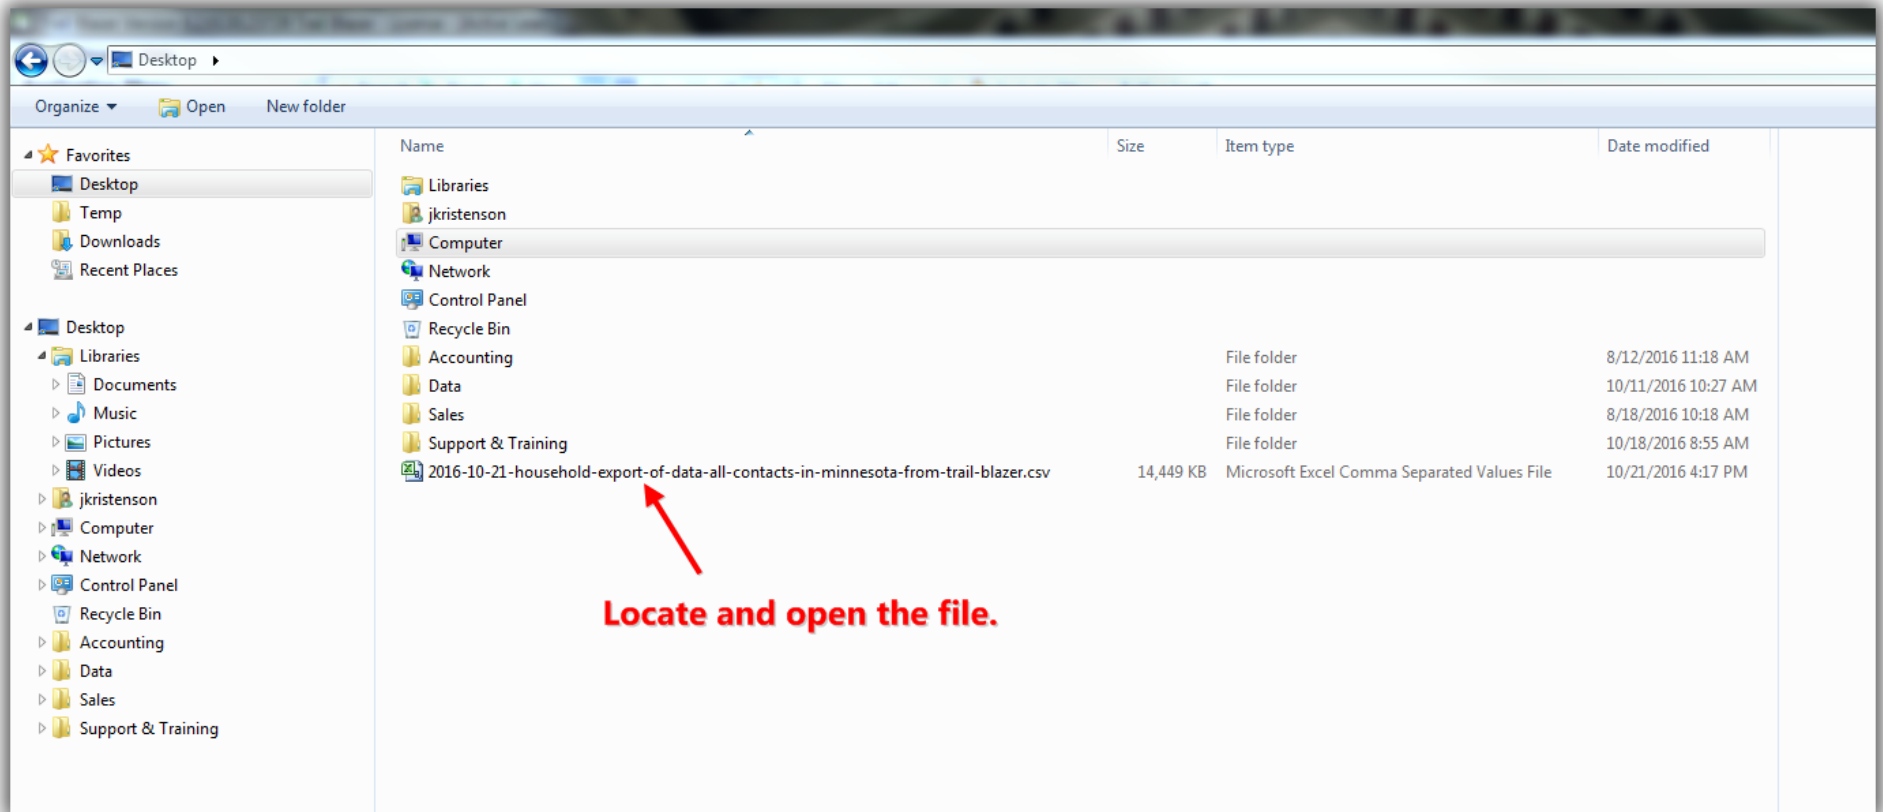 Desktop
Organize Open New folder
Name Size Item type Date modified
Favorites
Desktop
Temp
Downloads
Recent Places
Desktop
Libraries
Documents
Music
Pictures
Videos
jkristenson
Computer
Network
Control Panel
Recycle Bin
Accounting
Data
Sales
Support & Training
Libraries
jkristenson
Computer
Network
Control Panel
Recycle Bin
Accounting File folder 8/12/2016 11:18 AM
Data File folder 10/11/2016 10:27 AM
Sales File folder 8/18/2016 10:18 AM
Support & Training File folder 10/18/2016 8:55 AM
2016-10-21-household-export-of-data-all-contacts-in-minnesota-from-trail-blazer.csv 14,449 KB Microsoft Excel Comma Separated Values File 10/21/2016 4:17 PM
Locate and open the file.